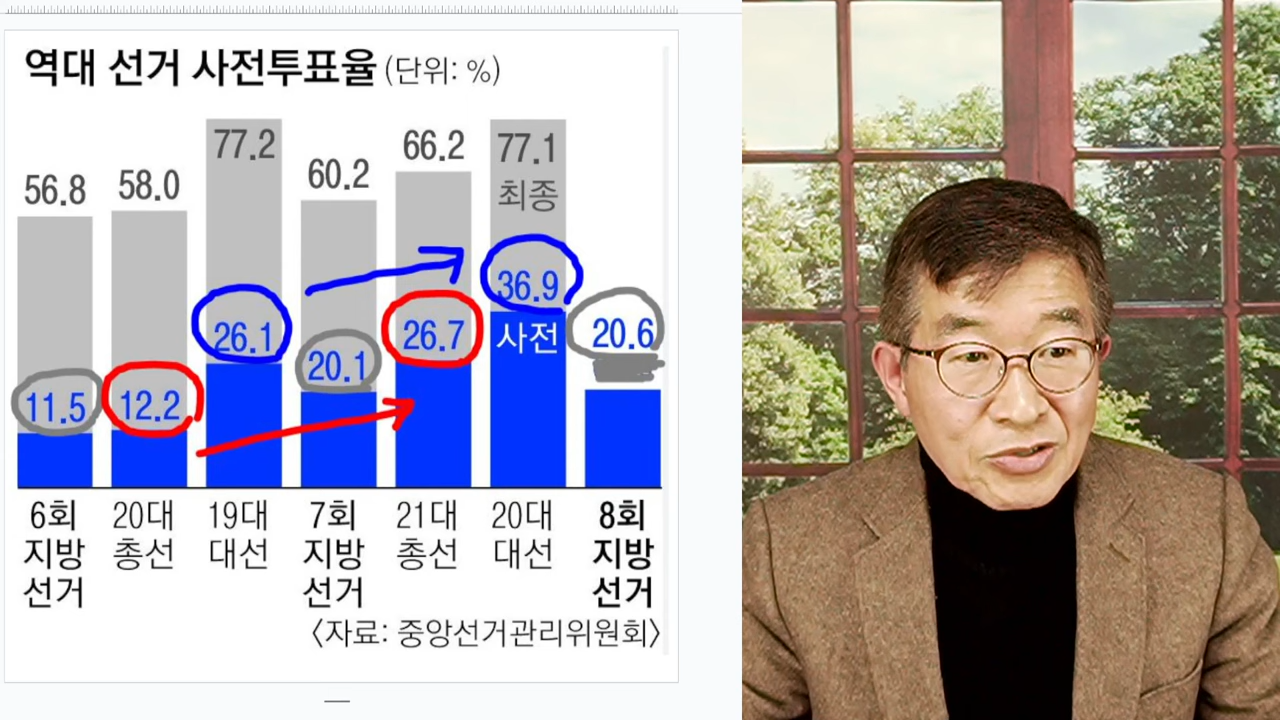 역대 선거 사전투표율 (단위: %)
56.8
58.0
77.2
60.2
66.2
77.1
최종
11.5
12.2
26.1
20.1
26.7
36.9
사전
20.6
6회 지방 선거
20대 총선
19대 대선
7회 지방 선거
21대 총선
20대 대선
8회 지방 선거
〈자료: 중앙선거관리위원회〉